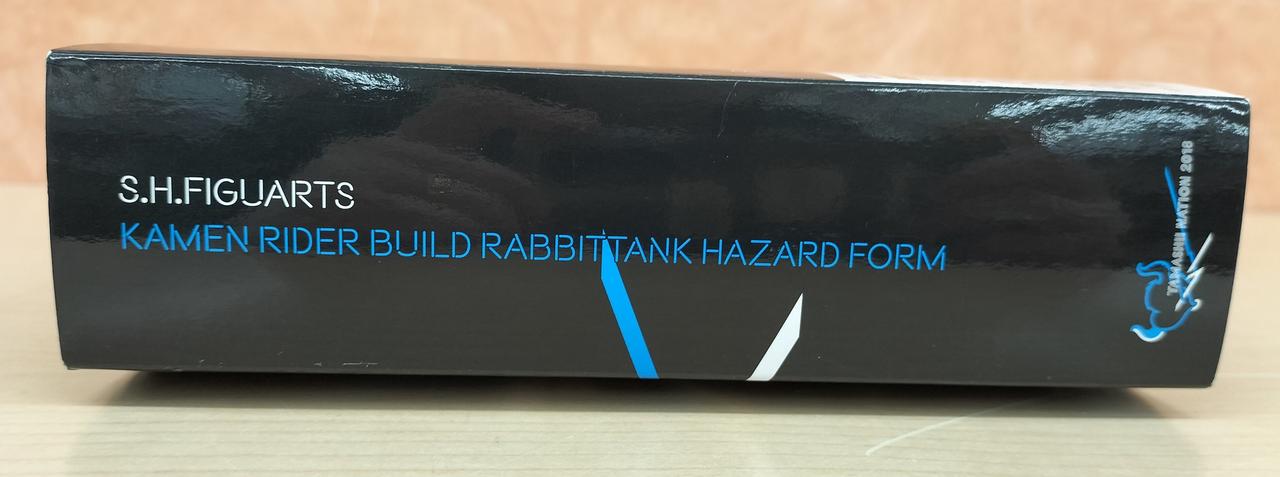 S.H.FIGUARTS
KAMEN RIDER BUILD RABBITTANK HAZARD FORM
TAMASHII NATION 2018